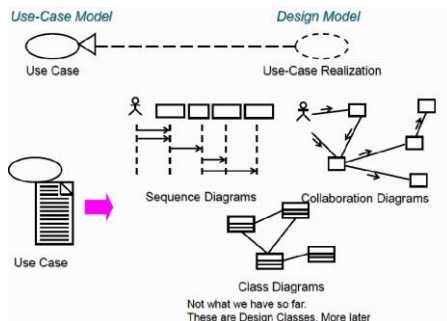 Use-Case Model
Design Model
Use Case
Use-Case Realization
Sequence Diagrams
Collaboration Diagrams
Use Case
Class Diagrams
Not what we have so far.
These are Design Classes. More later